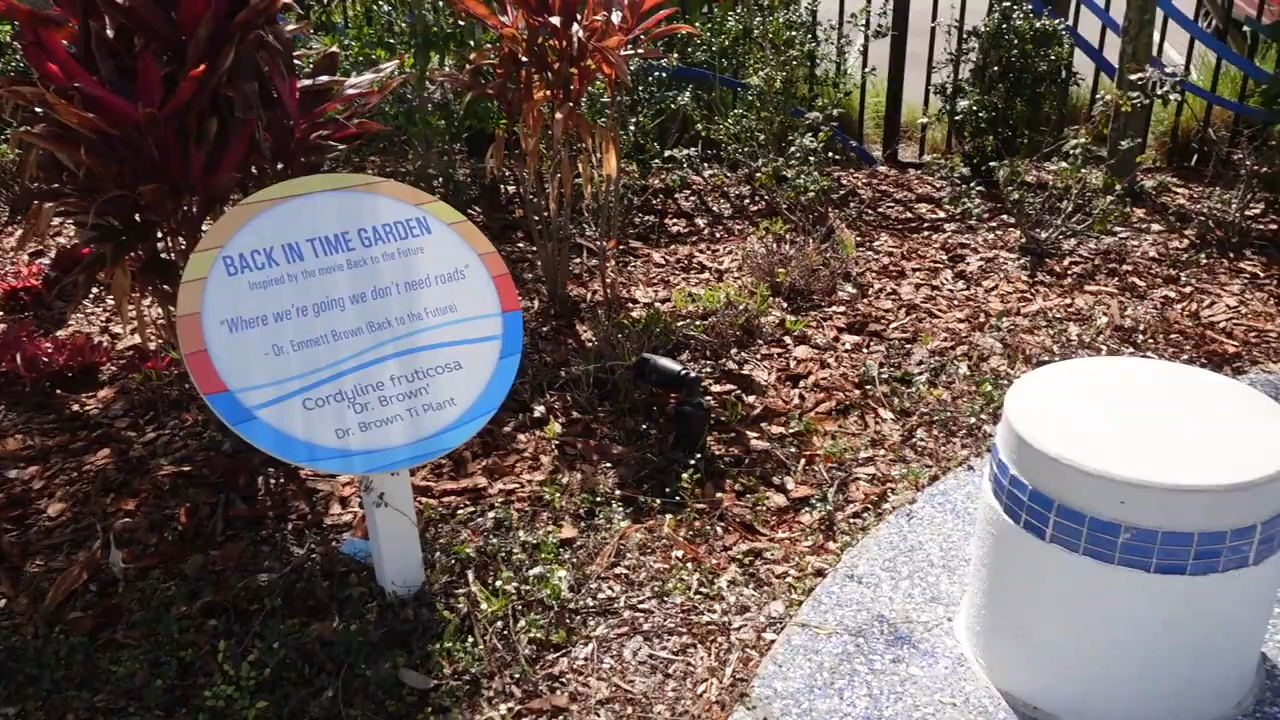 BACK IN TIME GARDEN
Inspired by the movie Back to the Future
"Where we're going we don't need roads"
- Dr. Emmett Brown (Back to the Future)
Cordyline fruticosa
'Dr. Brown'
Dr. Brown Ti Plant